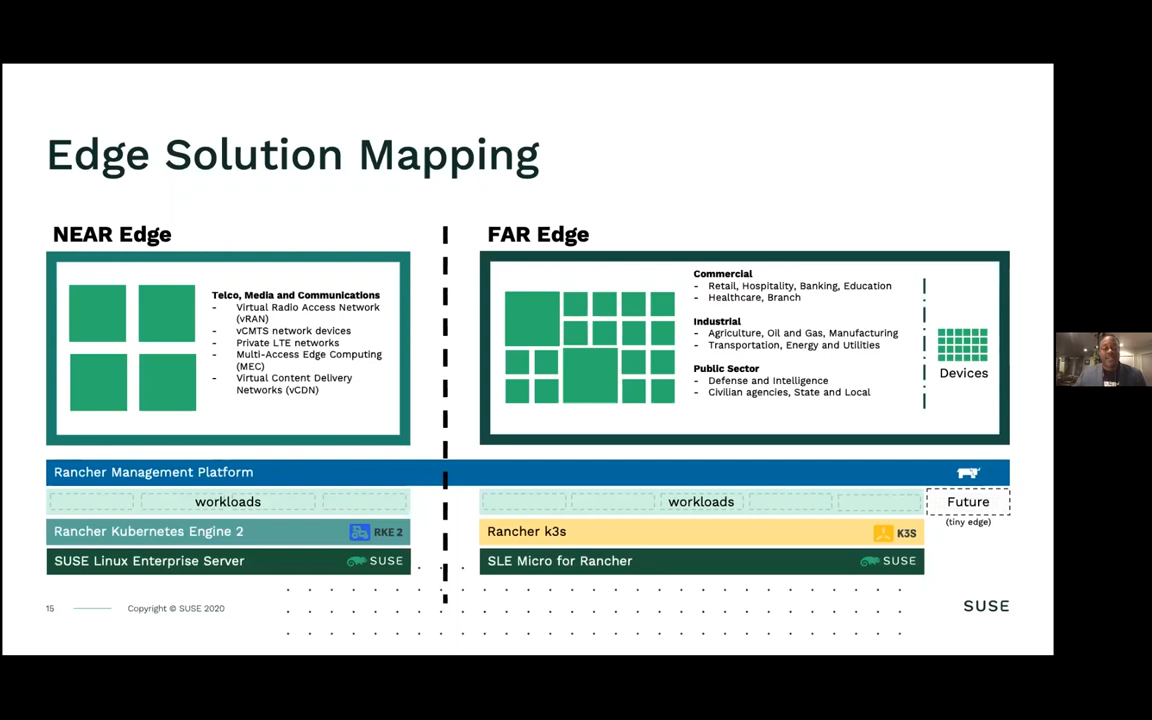 Edge Solution Mapping
NEAR Edge
Telco, Media and Communications
- Virtual Radio Access Network
(vRAN)
- vCMTS network devices
- Private LTE networks
- Multi-Access Edge Computing
(MEC)
- Virtual Content Delivery
Networks (vCDN)
FAR Edge
Commercial
- Retail, Hospitality, Banking, Education
- Healthcare, Branch
Industrial
- Agriculture, Oil and Gas, Manufacturing
- Transportation, Energy and Utilities
Public Sector
- Defense and Intelligence
- Civilian agencies, State and Local
Devices
Rancher Management Platform
workloads
workloads
Future
(tiny edge)
Rancher Kubernetes Engine 2
RKE 2
Rancher k3s
K3S
SUSE Linux Enterprise Server
SUSE
SLE Micro for Rancher
SUSE
15
Copyright © SUSE 2020
SUSE